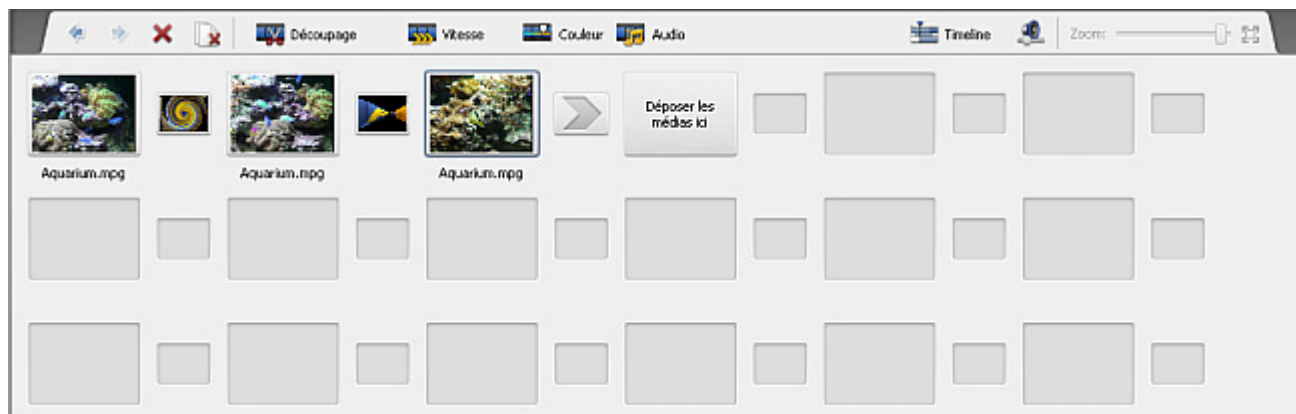 Découpage Vitesse Couleur Audio Timeline Zoom:
Déposer les
médias ici
Aquarium.mpg Aquarium.mpg Aquarium.mpg